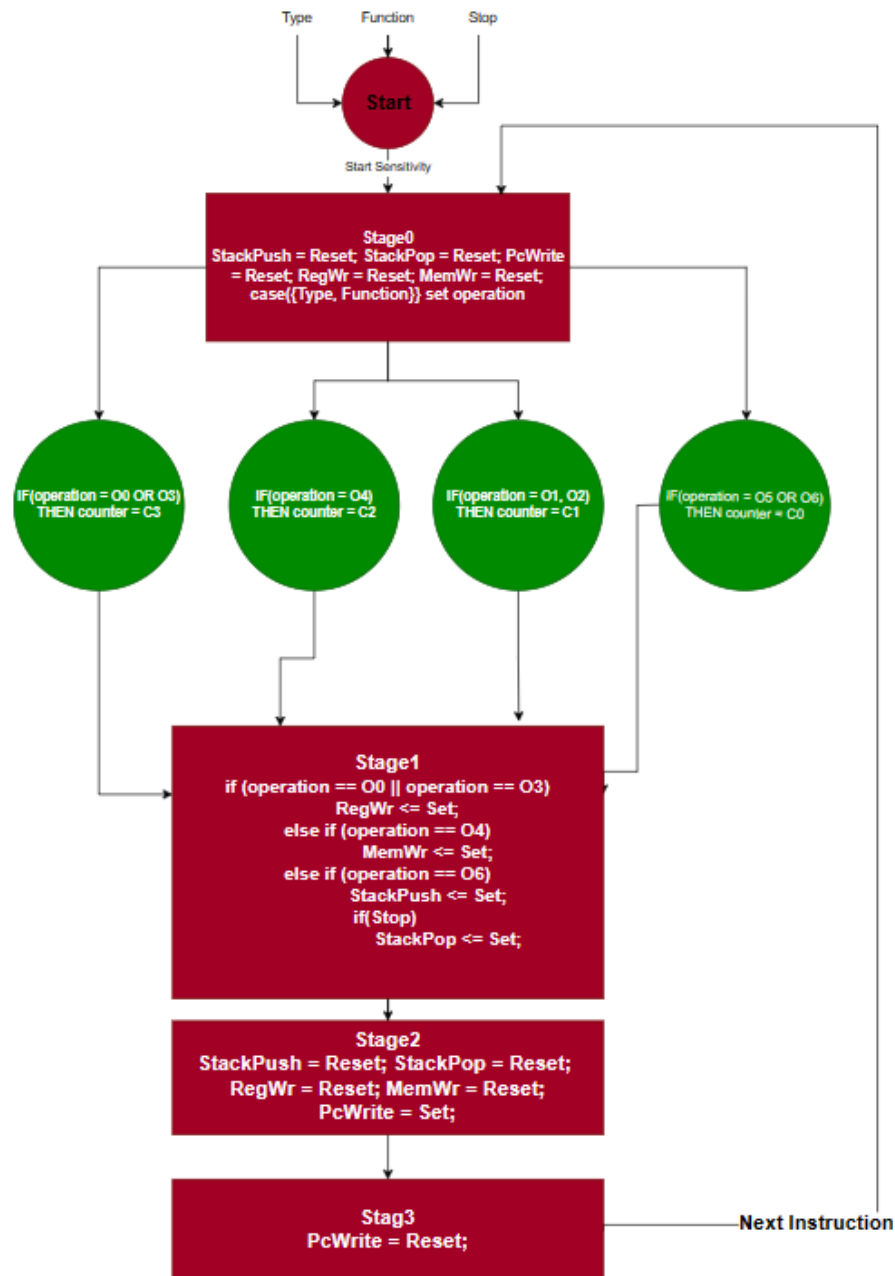 Type
Function
Stop
Start
Start Sensitivity
Stage0
StackPush = Reset; StackPop = Reset; PcWrite
= Reset; RegWr = Reset; MemWr = Reset;
case({Type, Function}} set operation
IF(operation = O0 OR O3)
THEN counter = C3
IF(operation = O4)
THEN counter = C2
IF(operation = O1, O2)
THEN counter = C1
IF(operation = O5 OR O6)
THEN counter = C0
Stage1
if (operation == O0 || operation == O3)
RegWr <= Set;
else if (operation == O4)
MemWr <= Set;
else if (operation == O6)
StackPush <= Set;
if(Stop)
StackPop <= Set;
Stage2
StackPush = Reset; StackPop = Reset;
RegWr = Reset; MemWr = Reset;
PcWrite = Set;
Stag3
PcWrite = Reset;
Next Instruction